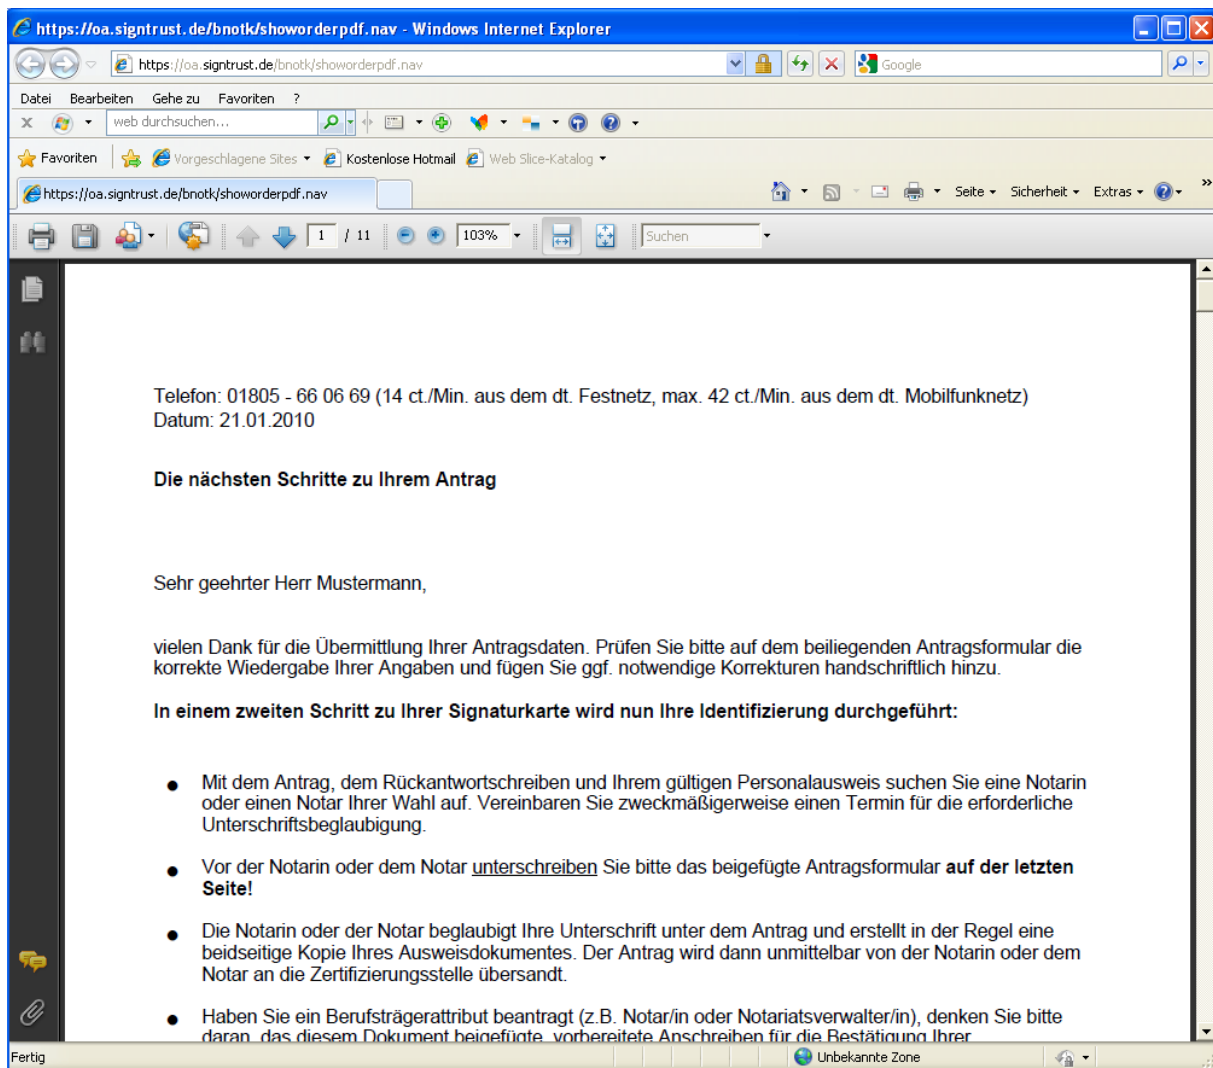 https://oa.signtrust.de/bnotk/showorderpdf.nav - Windows Internet Explorer
https://oa.signtrust.de/bnotk/showorderpdf.nav
Google
Datei Bearbeiten Gehe zu Favoriten ?
X web durchsuchen...
Favoriten Vorgeschlagene Sites Kostenlose Hotmail Web Slice-Katalog
https://oa.signtrust.de/bnotk/showorderpdf.nav
Seite Sicherheit Extras »
1 / 11 103% Suchen
Telefon: 01805 - 66 06 69 (14 ct./Min. aus dem dt. Festnetz, max. 42 ct./Min. aus dem dt. Mobilfunknetz)
Datum: 21.01.2010
Die nächsten Schritte zu Ihrem Antrag
Sehr geehrter Herr Mustermann,
vielen Dank für die Übermittlung Ihrer Antragsdaten. Prüfen Sie bitte auf dem beiliegenden Antragsformular die
korrekte Wiedergabe Ihrer Angaben und fügen Sie ggf. notwendige Korrekturen handschriftlich hinzu.
In einem zweiten Schritt zu Ihrer Signaturkarte wird nun Ihre Identifizierung durchgeführt:
● Mit dem Antrag, dem Rückantwortschreiben und Ihrem gültigen Personalausweis suchen Sie eine Notarin
oder einen Notar Ihrer Wahl auf. Vereinbaren Sie zweckmäßigerweise einen Termin für die erforderliche
Unterschriftsbeglaubigung.
● Vor der Notarin oder dem Notar unterschreiben Sie bitte das beigefügte Antragsformular auf der letzten
Seite!
● Die Notarin oder der Notar beglaubigt Ihre Unterschrift unter dem Antrag und erstellt in der Regel eine
beidseitige Kopie Ihres Ausweisdokumentes. Der Antrag wird dann unmittelbar von der Notarin oder dem
Notar an die Zertifizierungsstelle übersandt.
● Haben Sie ein Berufsträgerattribut beantragt (z.B. Notar/in oder Notariatsverwalter/in), denken Sie bitte
daran, das diesem Dokument beigefügte, vorbereitete Anschreiben für die Bestätigung Ihrer
Fertig Unbekannte Zone